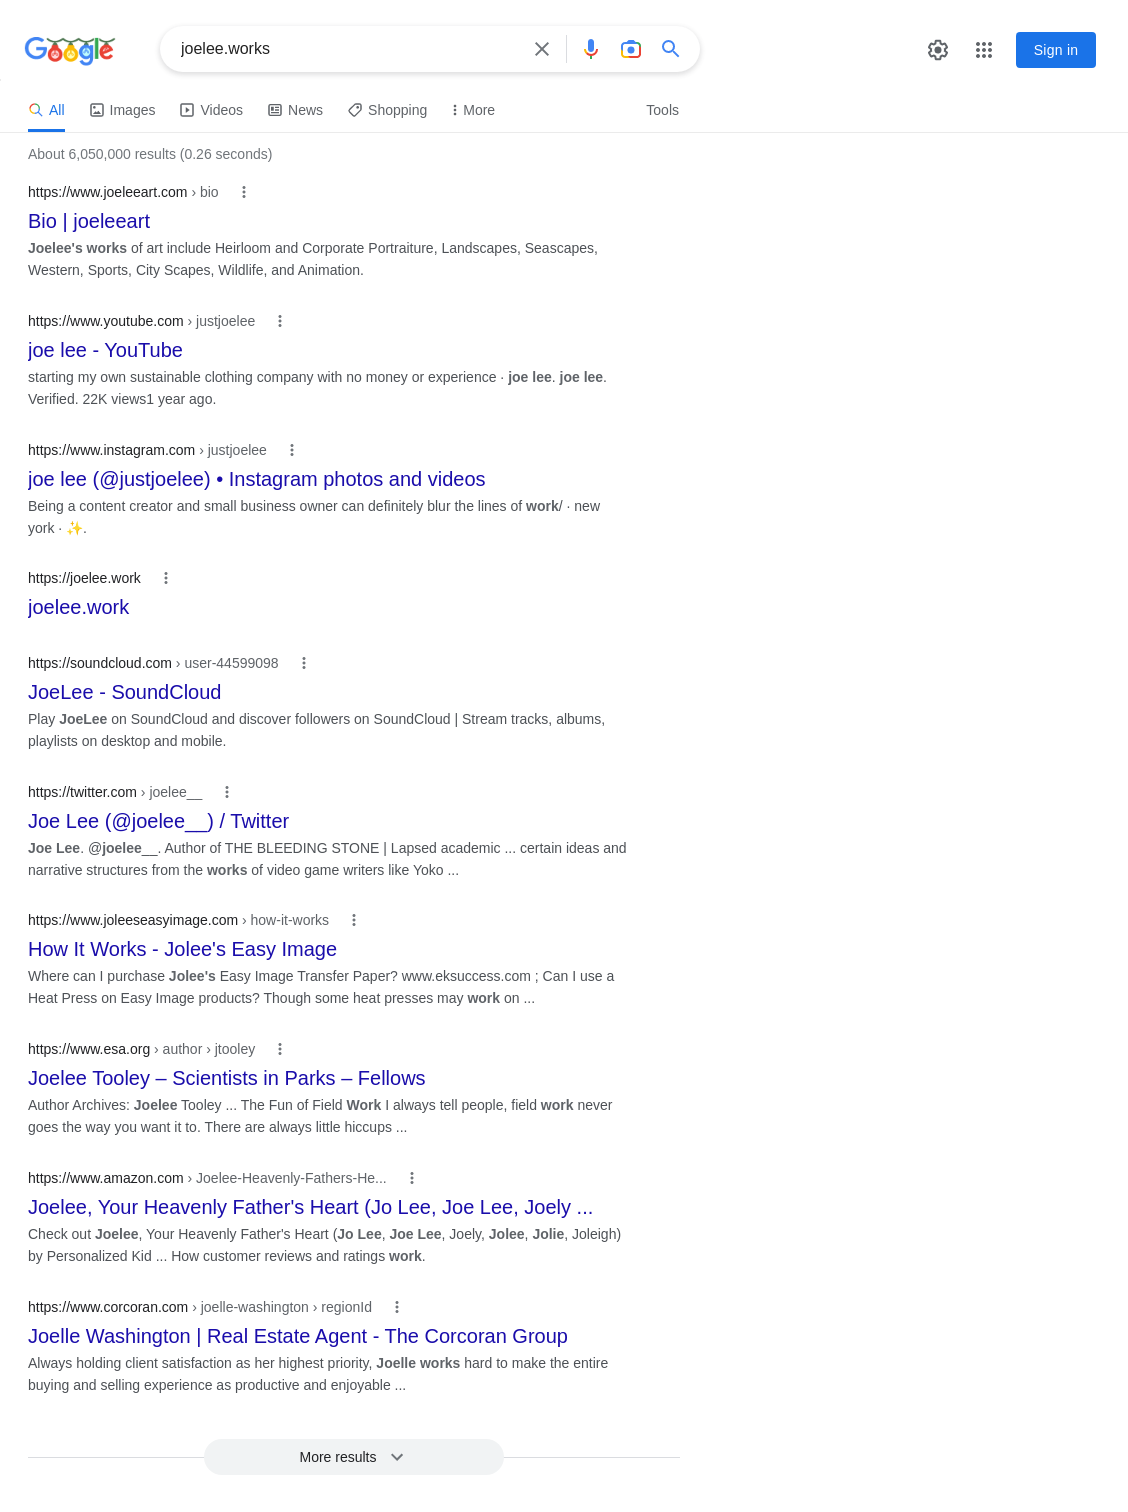 Google
joelee.works
Sign in
All
Images
Videos
News
Shopping
More
Tools
About 6,050,000 results (0.26 seconds)
https://www.joeleeart.com › bio
Bio | joeleeart
Joelee's works of art include Heirloom and Corporate Portraiture, Landscapes, Seascapes,
Western, Sports, City Scapes, Wildlife, and Animation.
https://www.youtube.com › justjoelee
joe lee - YouTube
starting my own sustainable clothing company with no money or experience · joe lee. joe lee.
Verified. 22K views1 year ago.
https://www.instagram.com › justjoelee
joe lee (@justjoelee) • Instagram photos and videos
Being a content creator and small business owner can definitely blur the lines of work/ · new
york · ✨.
https://joelee.work
joelee.work
https://soundcloud.com › user-44599098
JoeLee - SoundCloud
Play JoeLee on SoundCloud and discover followers on SoundCloud | Stream tracks, albums,
playlists on desktop and mobile.
https://twitter.com › joelee__
Joe Lee (@joelee__) / Twitter
Joe Lee. @joelee__. Author of THE BLEEDING STONE | Lapsed academic ... certain ideas and
narrative structures from the works of video game writers like Yoko ...
https://www.joleeseasyimage.com › how-it-works
How It Works - Jolee's Easy Image
Where can I purchase Jolee's Easy Image Transfer Paper? www.eksuccess.com ; Can I use a
Heat Press on Easy Image products? Though some heat presses may work on ...
https://www.esa.org › author › jtooley
Joelee Tooley – Scientists in Parks – Fellows
Author Archives: Joelee Tooley ... The Fun of Field Work I always tell people, field work never
goes the way you want it to. There are always little hiccups ...
https://www.amazon.com › Joelee-Heavenly-Fathers-He...
Joelee, Your Heavenly Father's Heart (Jo Lee, Joe Lee, Joely ...
Check out Joelee, Your Heavenly Father's Heart (Jo Lee, Joe Lee, Joely, Jolee, Jolie, Joleigh)
by Personalized Kid ... How customer reviews and ratings work.
https://www.corcoran.com › joelle-washington › regionId
Joelle Washington | Real Estate Agent - The Corcoran Group
Always holding client satisfaction as her highest priority, Joelle works hard to make the entire
buying and selling experience as productive and enjoyable ...
More results